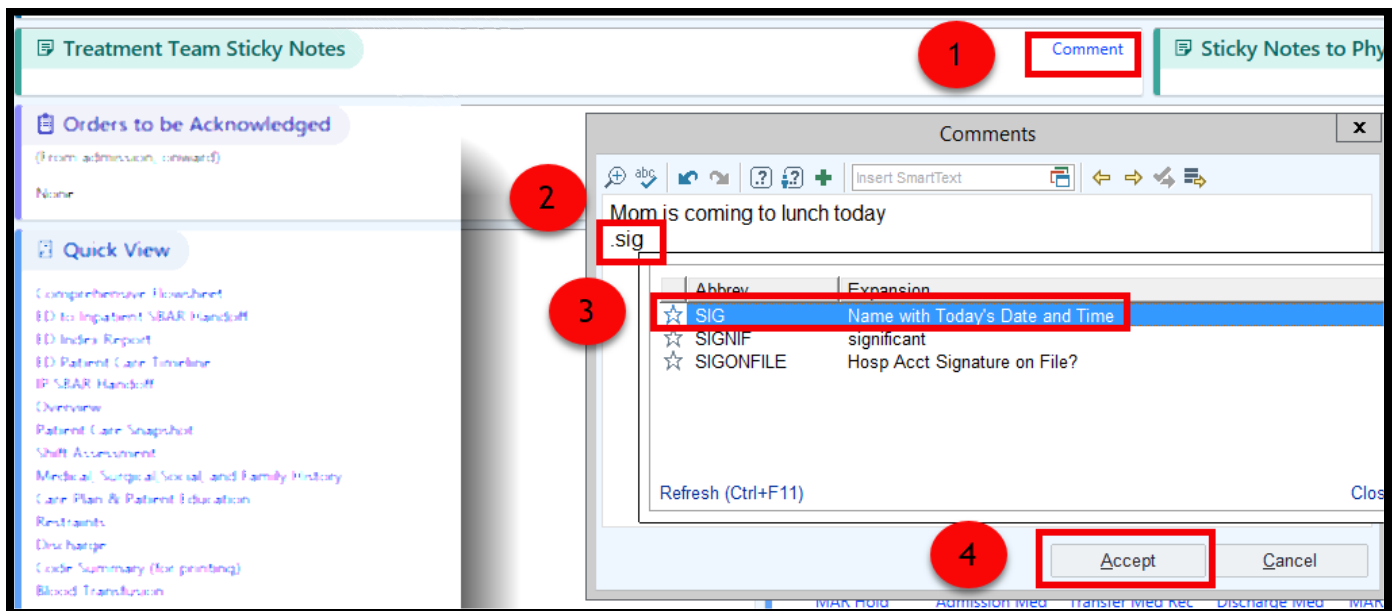 Treatment Team Sticky Notes
1
Comment
Sticky Notes to Phy
Orders to be Acknowledged
(From admission, onward)
None
Quick View
Comprehensive Flowsheet
ED to Inpatient SBAR Handoff
ED Index Report
ED Patient Care Timeline
IP SBAR Handoff
Overview
Patient Care Snapshot
Shift Assessment
Medical, Surgical, Social, and Family History
Care Plan & Patient Education
Restraints
Discharge
Code Summary (for printing)
Blood Transfusion
Comments
x
abc
Insert SmartText
2
Mom is coming to lunch today
.sig
Abbrev Expansion
3
SIG Name with Today's Date and Time
SIGNIF significant
SIGONFILE Hosp Acct Signature on File?
Refresh (Ctrl+F11)
Clos
4
Accept
Cancel
MAR Hold Admission Med Transfer Med Rec Discharge Med MAR